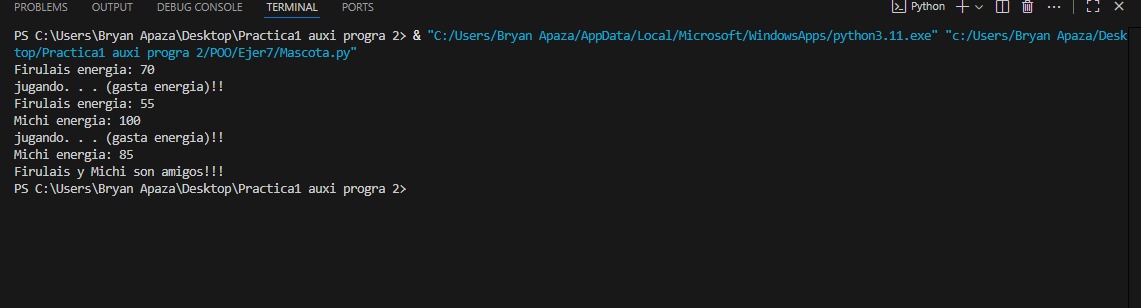 PROBLEMS OUTPUT DEBUG CONSOLE TERMINAL PORTS Python
PS C:\Users\Bryan Apaza\Desktop\Practica1 auxi progra 2> & "C:/Users/Bryan Apaza/AppData/Local/Microsoft/WindowsApps/python3.11.exe" "c:/Users/Bryan Apaza/Desk
top/Practica1 auxi progra 2/POO/Ejer7/Mascota.py"
Firulais energia: 70
jugando. . . (gasta energia)!!
Firulais energia: 55
Michi energia: 100
jugando. . . (gasta energia)!!
Michi energia: 85
Firulais y Michi son amigos!!!
PS C:\Users\Bryan Apaza\Desktop\Practica1 auxi progra 2>